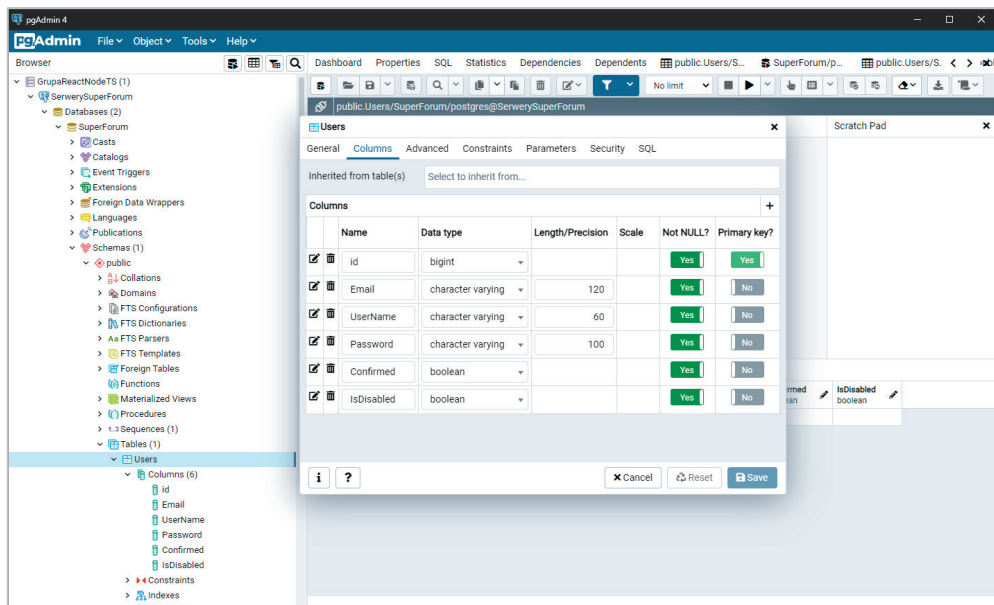 pgAdmin 4
pgAdmin File Object Tools Help
Browser
Dashboard Properties SQL Statistics Dependencies Dependents public.Users/S... SuperForum/p... public.Users/S.
No limit
public.Users/SuperForum/postgres@SerwerySuperForum
GrupaReactNodeTS (1)
SerwerySuperForum
Databases (2)
SuperForum
Casts
Catalogs
Event Triggers
Extensions
Foreign Data Wrappers
Languages
Publications
Schemas (1)
public
Collations
Domains
FTS Configurations
FTS Dictionaries
FTS Parsers
FTS Templates
Foreign Tables
Functions
Materialized Views
Procedures
1..3 Sequences (1)
Tables (1)
Users
Columns (6)
id
Email
UserName
Password
Confirmed
IsDisabled
Constraints
Indexes
Users
General Columns Advanced Constraints Parameters Security SQL
Inherited from table(s) Select to inherit from...
Columns
Name Data type Length/Precision Scale Not NULL? Primary key?
id bigint Yes Yes
Email character varying 120 Yes No
UserName character varying 60 Yes No
Password character varying 100 Yes No
Confirmed boolean Yes No
IsDisabled boolean Yes No
i ? Cancel Reset Save
Scratch Pad
IsDisabled
boolean